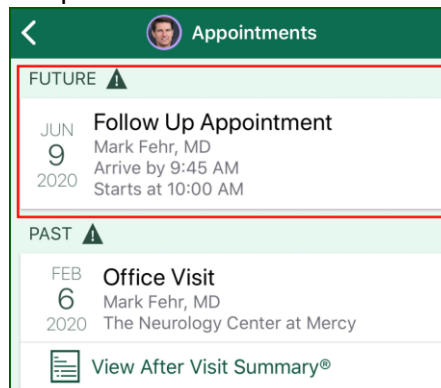 Appointments
FUTURE
JUN
9
2020
Follow Up Appointment
Mark Fehr, MD
Arrive by 9:45 AM
Starts at 10:00 AM
PAST
FEB
6
2020
Office Visit
Mark Fehr, MD
The Neurology Center at Mercy
View After Visit Summary®